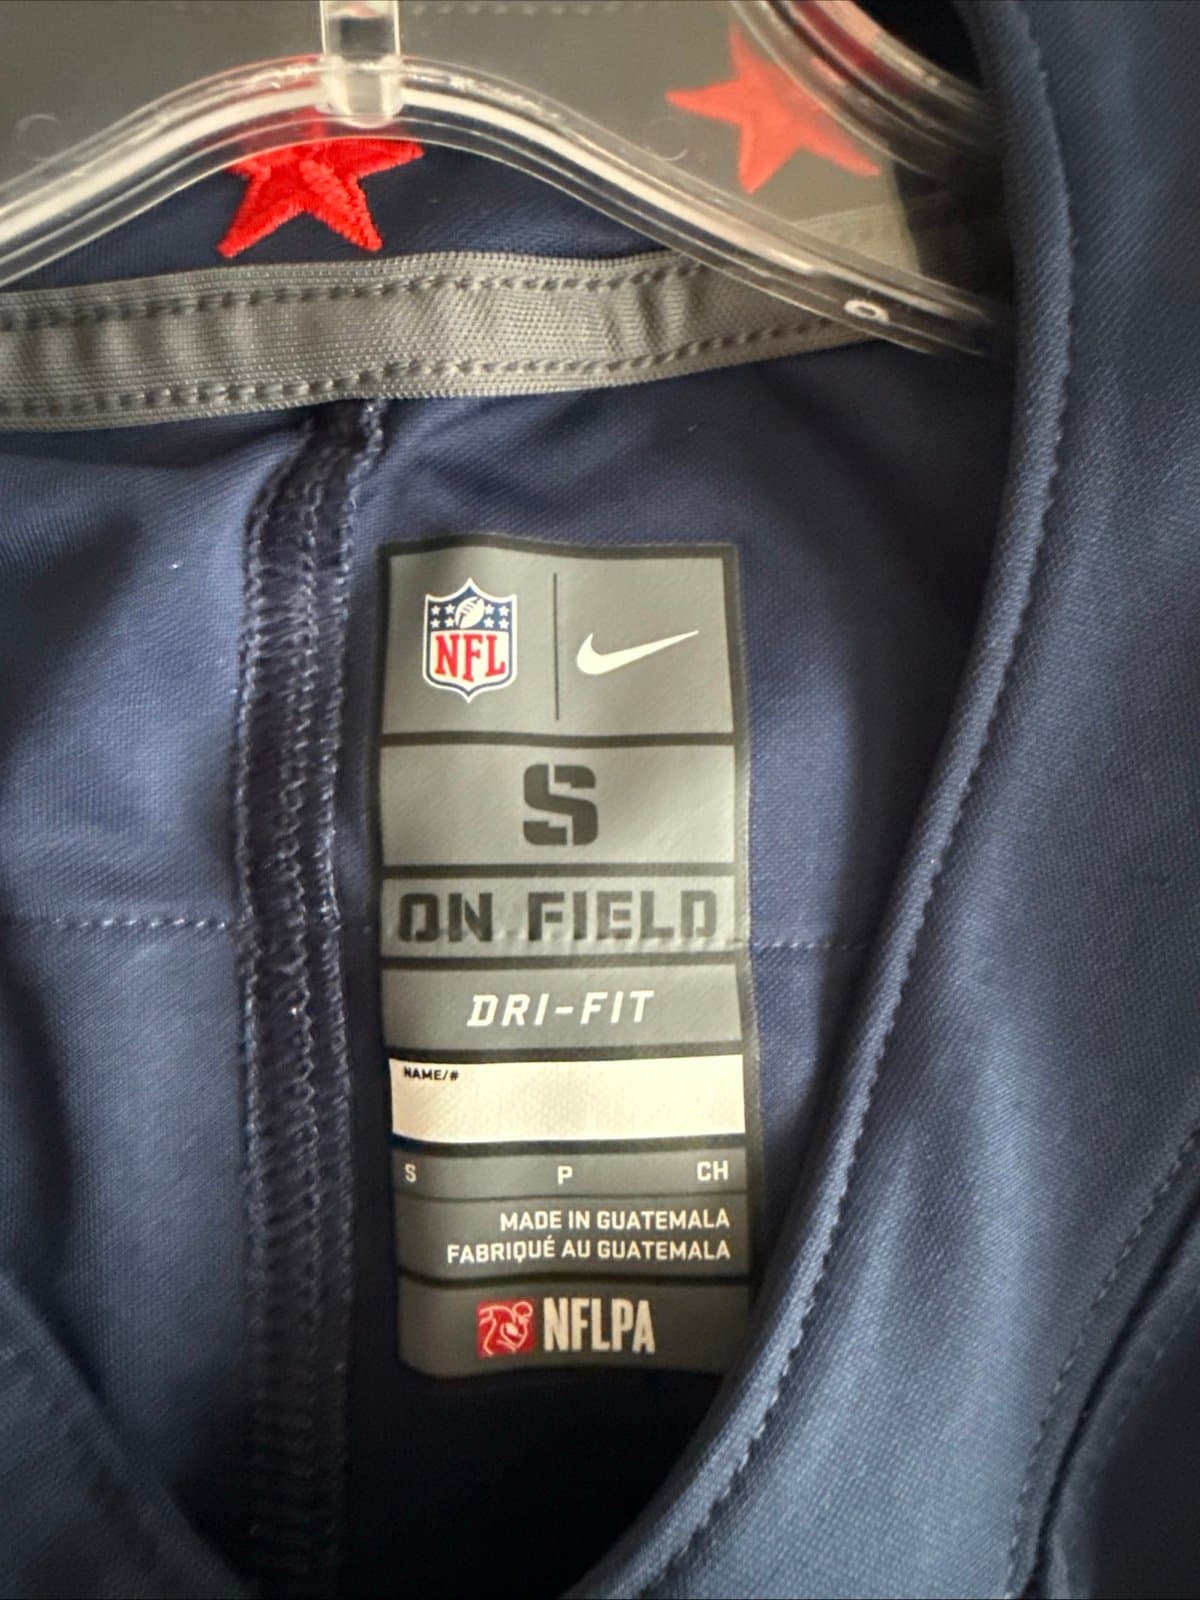 NFL
S
ON FIELD
DRI-FIT
NAME/#
S P CH
MADE IN GUATEMALA
FABRIQUÉ AU GUATEMALA
NFLPA